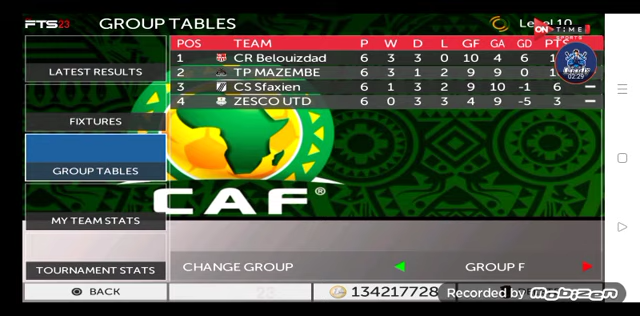 FTS23 GROUP TABLES Level 10
ON TIME
POS TEAM P W D L GF GA GD PTS
1 CR Belouizdad 6 3 3 0 10 4 6
2 TP MAZEMBE 6 3 1 2 9 9 0
3 CS Sfaxien 6 1 3 2 9 10 -1 6
4 ZESCO UTD 6 0 3 3 4 9 -5 3
02:29
LATEST RESULTS
FIXTURES
GROUP TABLES
MY TEAM STATS
TOURNAMENT STATS
CAF®
CHANGE GROUP GROUP F
BACK
23
134217728
Recorded by MOBIZEN